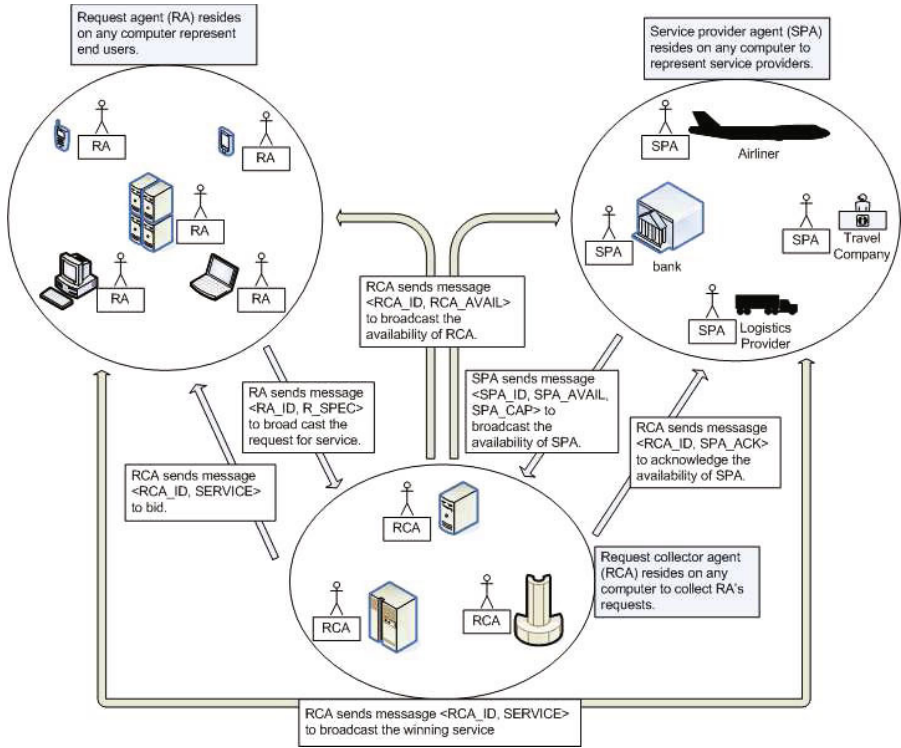 Request agent (RA) resides
on any computer represent
end users.
Service provider agent (SPA)
resides on any computer to
represent service providers.
RA
RA
RA
RA
RA
SPA
Airliner
SPA
bank
SPA
Travel
Company
SPA
Logistics
Provider
RCA sends message
<RCA_ID, RCA_AVAIL>
to broadcast the
availability of RCA.
RA sends message
<RA_ID, R_SPEC>
to broad cast the
request for service.
SPA sends message
<SPA_ID, SPA_AVAIL,
SPA_CAP> to
broadcast the
availability of SPA.
RCA sends messasge
<RCA_ID, SPA_ACK>
to acknowledge the
availability of SPA.
RCA sends message
<RCA_ID, SERVICE>
to bid.
RCA
RCA
RCA
Request collector agent
(RCA) resides on any
computer to collect RA's
requests.
RCA sends messasge <RCA_ID, SERVICE>
to broadcast the winning service